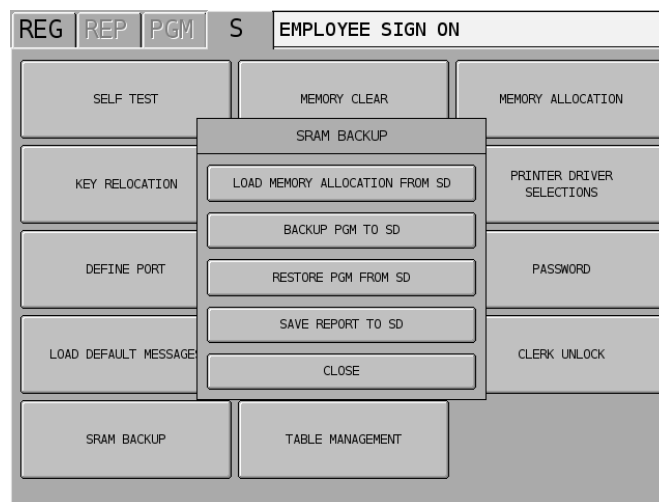 REG REP PGM S EMPLOYEE SIGN ON
SELF TEST MEMORY CLEAR MEMORY ALLOCATION
SRAM BACKUP
KEY RELOCATION LOAD MEMORY ALLOCATION FROM SD PRINTER DRIVER
SELECTIONS
BACKUP PGM TO SD
DEFINE PORT RESTORE PGM FROM SD PASSWORD
SAVE REPORT TO SD
LOAD DEFAULT MESSAGES CLERK UNLOCK
CLOSE
SRAM BACKUP TABLE MANAGEMENT